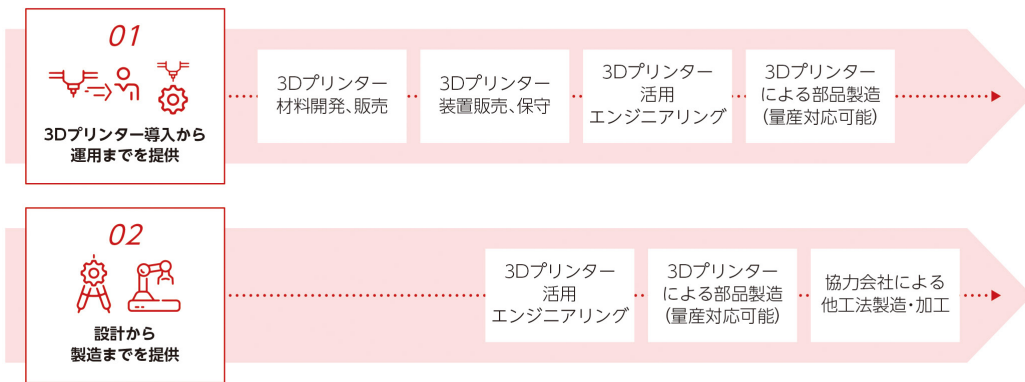 01
3Dプリンター導入から
運用までを提供
3Dプリンター
材料開発、販売
3Dプリンター
装置販売、保守
3Dプリンター
活用
エンジニアリング
3Dプリンター
による部品製造
(量産対応可能)
02
設計から
製造までを提供
3Dプリンター
活用
エンジニアリング
3Dプリンター
による部品製造
(量産対応可能)
協力会社による
他工法製造・加工